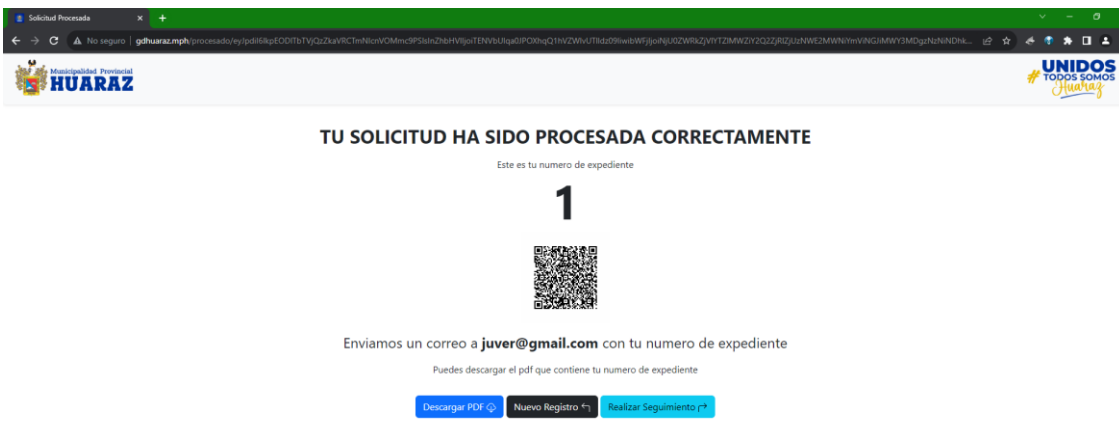 Solicitud Procesada
No seguro | gdhuaraz.mph/procesado/
Municipalidad Provincial
HUARAZ
# UNIDOS
TODOS SOMOS
Huaraz
TU SOLICITUD HA SIDO PROCESADA CORRECTAMENTE
Este es tu numero de expediente
1
Enviamos un correo a juver@gmail.com con tu numero de expediente
Puedes descargar el pdf que contiene tu numero de expediente
Descargar PDF
Nuevo Registro
Realizar Seguimiento